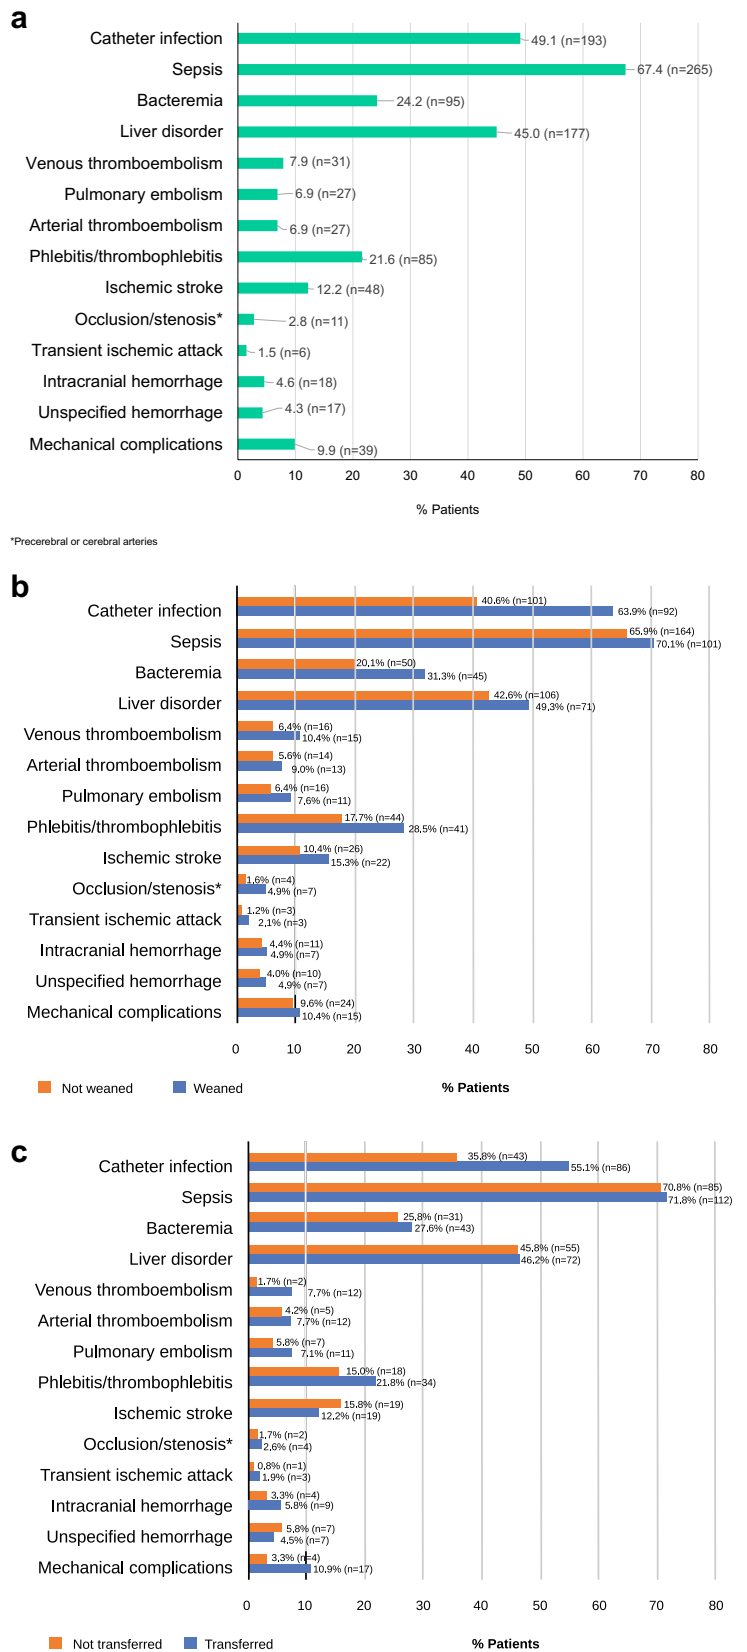 a
Catheter infection 49.1 (n=193)
Sepsis 67.4 (n=265)
Bacteremia 24.2 (n=95)
Liver disorder 45.0 (n=177)
Venous thromboembolism 7.9 (n=31)
Pulmonary embolism 6.9 (n=27)
Arterial thromboembolism 6.9 (n=27)
Phlebitis/thrombophlebitis 21.6 (n=85)
Ischemic stroke 12.2 (n=48)
Occlusion/stenosis* 2.8 (n=11)
Transient ischemic attack 1.5 (n=6)
Intracranial hemorrhage 4.6 (n=18)
Unspecified hemorrhage 4.3 (n=17)
Mechanical complications 9.9 (n=39)
0 10 20 30 40 50 60 70 80
% Patients
*Precerebral or cerebral arteries
b
40.6% (n=101)
Catheter infection 63.9% (n=92)
65.9% (n=164)
Sepsis 70.1% (n=101)
20,1% (n=50)
Bacteremia 31.3% (n=45)
42,6% (n=106)
Liver disorder 49,3% (n=71)
6,4% (n=16)
Venous thromboembolism 10.4% (n=15)
5.6% (n=14)
Arterial thromboembolism 9.0% (n=13)
6,4% (n=16)
Pulmonary embolism 7,6% (n=11)
17.7% (n=44)
Phlebitis/thrombophlebitis 28,5% (n=41)
10,4% (n=26)
Ischemic stroke 15.3% (n=22)
1,6% (n=4)
Occlusion/stenosis* 4.9% (n=7)
1.2% (n=3)
Transient ischemic attack 2,1% (n=3)
4,4% (n=11)
Intracranial hemorrhage 4.9% (n=7)
4.0% (n=10)
Unspecified hemorrhage 4.9% (n=7)
9.6% (n=24)
Mechanical complications 10.4% (n=15)
0 10 20 30 40 50 60 70 80
Not weaned Weaned % Patients
c
35,8% (n=43)
Catheter infection 55.1% (n=86)
70.8% (n=85)
Sepsis 71.8% (n=112)
25,8% (n=31)
Bacteremia 27.6% (n=43)
45.8% (n=55)
Liver disorder 46.2% (n=72)
1.7% (n=2)
Venous thromboembolism 7,7% (n=12)
4.2% (n=5)
Arterial thromboembolism 7.7% (n=12)
5.8% (n=7)
Pulmonary embolism 7.1% (n=11)
15.0% (n=18)
Phlebitis/thrombophlebitis 21.8% (n=34)
15.8% (n=19)
Ischemic stroke 12.2% (n=19)
1,7% (n=2)
Occlusion/stenosis* 2,6% (n=4)
0.8% (n=1)
Transient ischemic attack 1.9% (n=3)
3.3% (n=4)
Intracranial hemorrhage 5.8% (n=9)
5,8% (n=7)
Unspecified hemorrhage 4.5% (n=7)
3,3% (n=4)
Mechanical complications 10.9% (n=17)
0 10 20 30 40 50 60 70 80
Not transferred Transferred % Patients